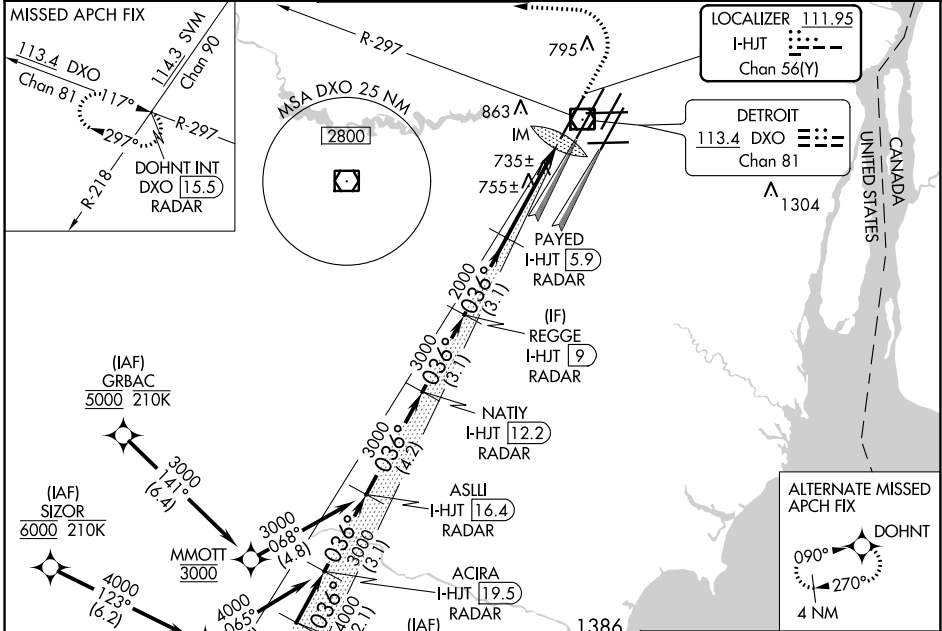 MISSED APCH FIX
113.4 DXO
Chan 81
114.3 SVM
Chan 90
117°
297°
R-297
R-218
DOHNT INT
DXO 15.5
RADAR
R-297
MSA DXO 25 NM
2800
795
863
IM
735±
755±
LOCALIZER 111.95
I-HJT
Chan 56(Y)
DETROIT
113.4 DXO
Chan 81
1304
CANADA
UNITED STATES
PAYED
I-HJT 5.9
RADAR
2000
036°
(3.1)
(IF)
REGGE
I-HJT 9
RADAR
3000
036°
(3.1)
NATIY
I-HJT 12.2
RADAR
3000
036°
(4.2)
ASLLI
I-HJT 16.4
RADAR
036°
3000
(3.1)
ACIRA
I-HJT 19.5
RADAR
036°
4000
(IAF)
1386
(IAF)
GRBAC
5000 210K
3000
141°
(6.4)
(IAF)
SIZOR
6000 210K
4000
123°
(6.2)
MMOTT
3000
3000
068°
(4.8)
4000
065°
ALTERNATE MISSED
APCH FIX
DOHNT
090°
270°
4 NM